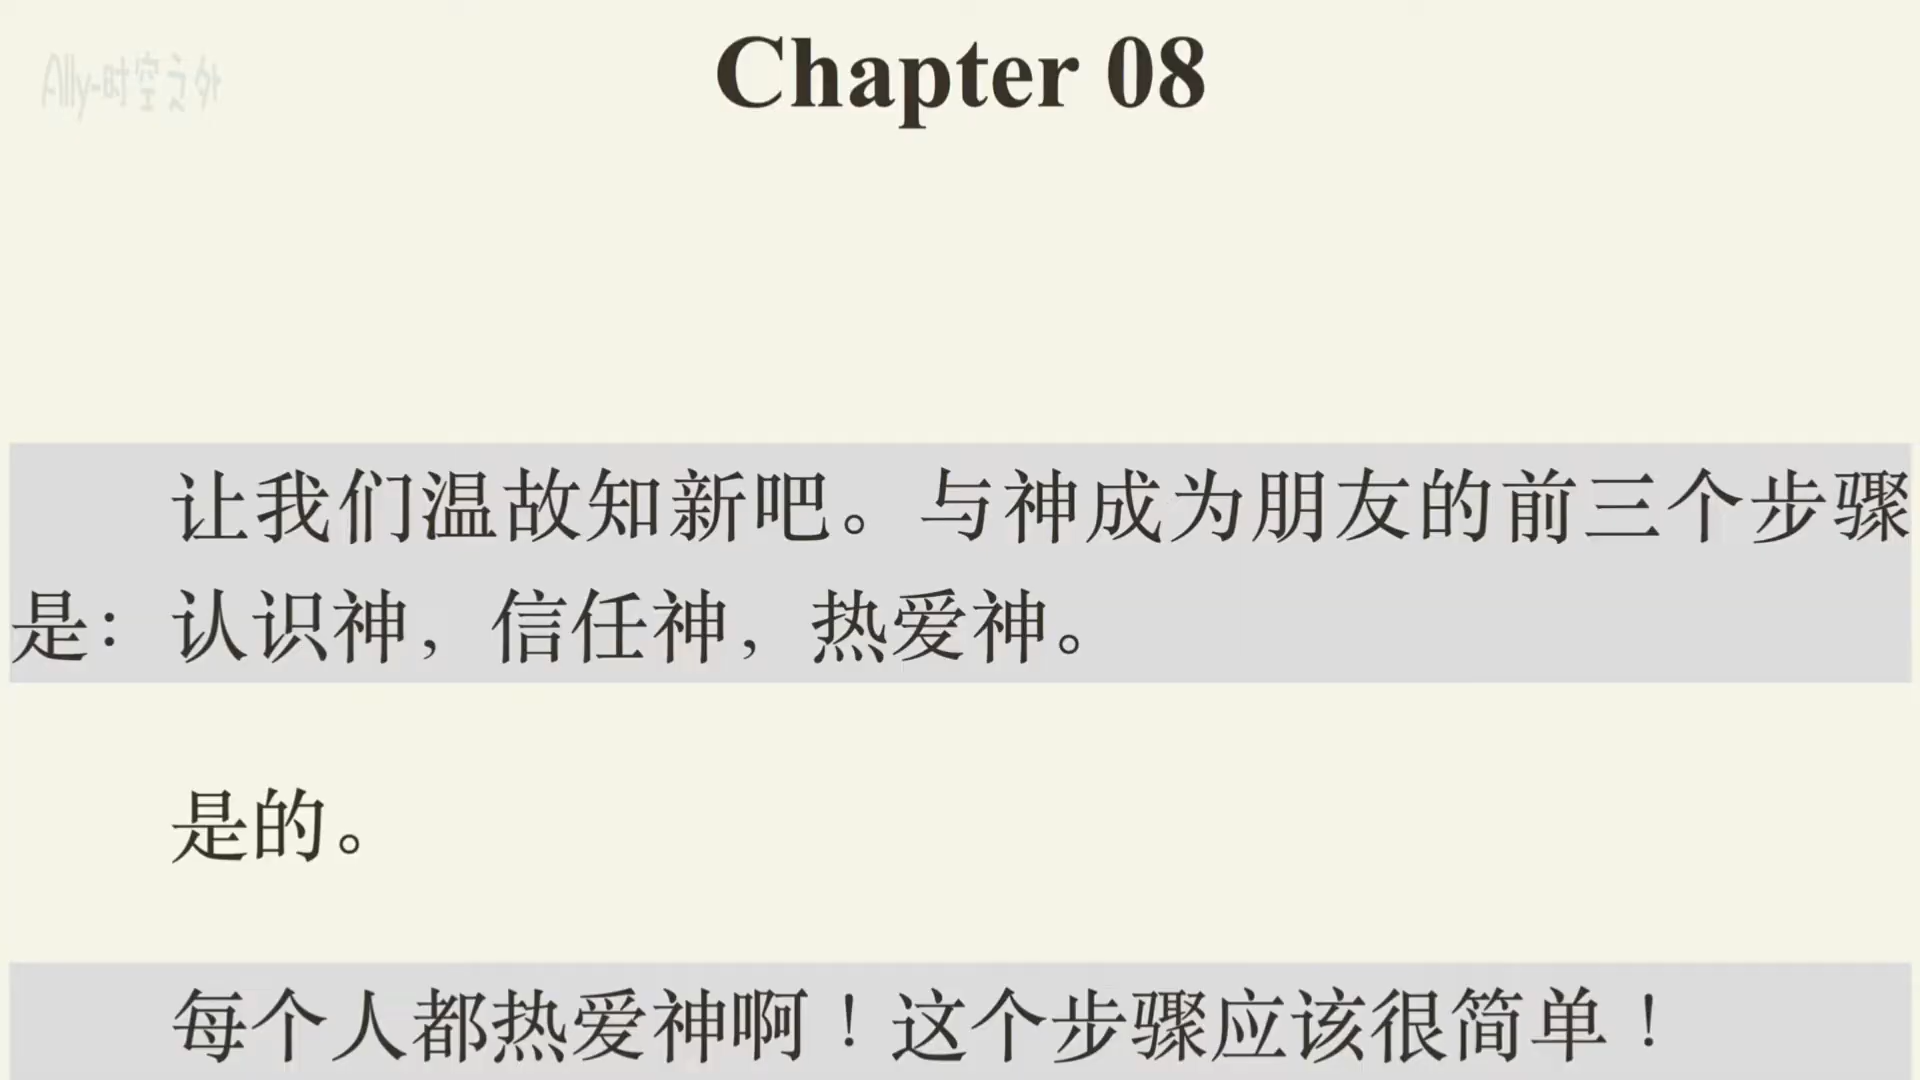 Ally-时空之外
Chapter 08
让我们温故知新吧。与神成为朋友的前三个步骤
是：认识神，信任神，热爱神。
是的。
每个人都热爱神啊！这个步骤应该很简单！